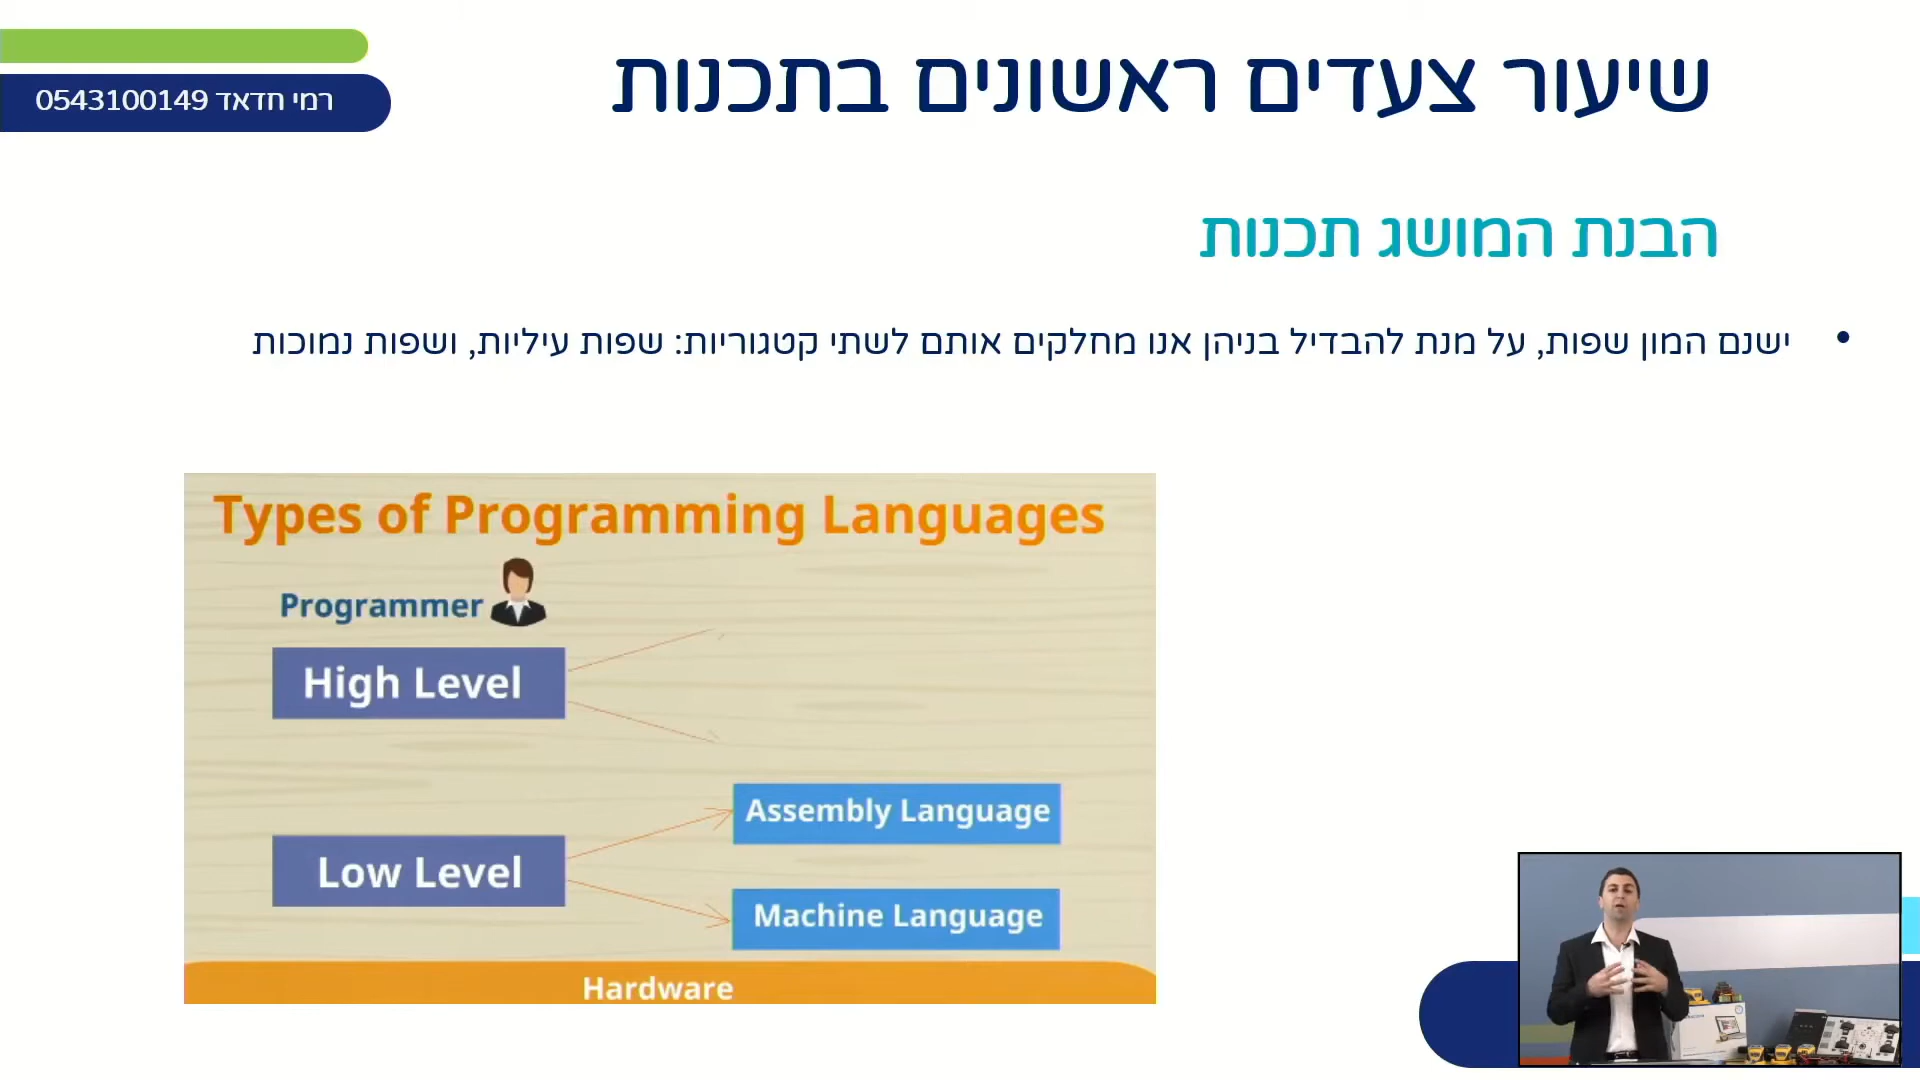 שיעור צעדים ראשונים בתכנות
רמי חדאד 0543100149
הבנת המושג תכנות
• ישנם המון שפות, על מנת להבדיל בניהן אנו מחלקים אותם לשתי קטגוריות: שפות עיליות, ושפות נמוכות
Types of Programming Languages
Programmer
High Level
Assembly Language
Low Level
Machine Language
Hardware